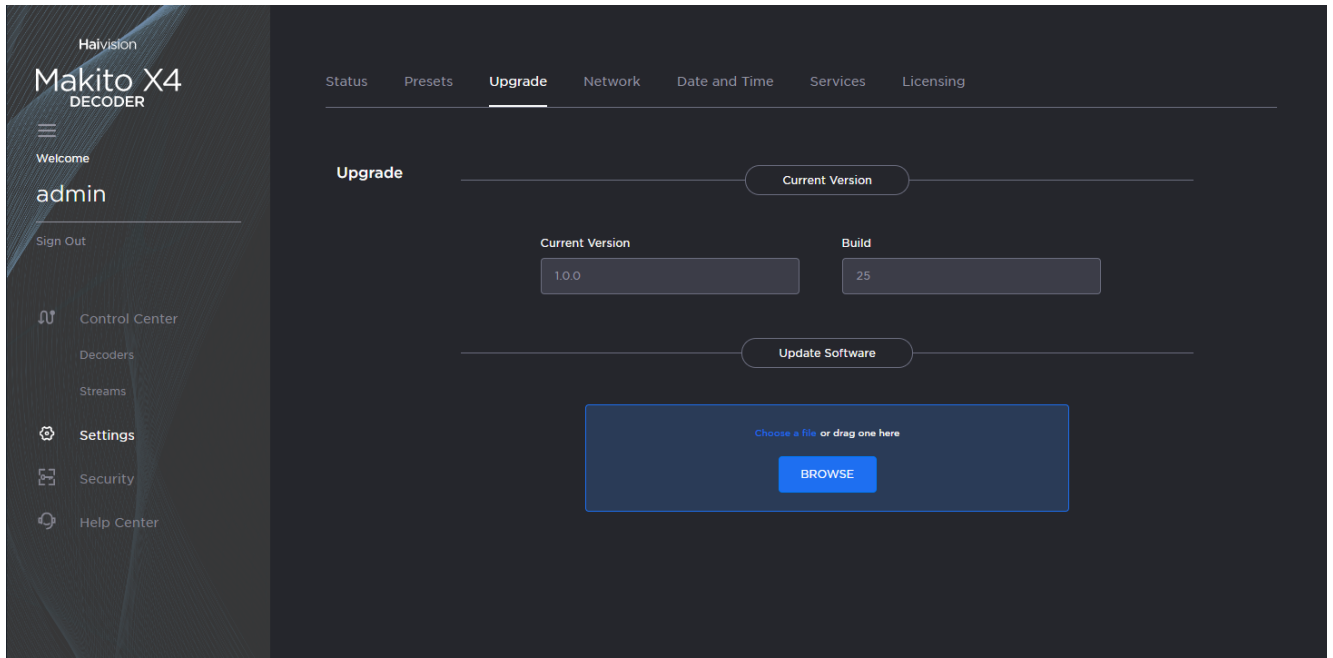 Haivision
Makito X4
DECODER
Welcome
admin
Sign Out
Control Center
Decoders
Streams
Settings
Security
Help Center
Status Presets Upgrade Network Date and Time Services Licensing
Upgrade
Current Version
Current Version Build
1.0.0 25
Update Software
Choose a file or drag one here
BROWSE